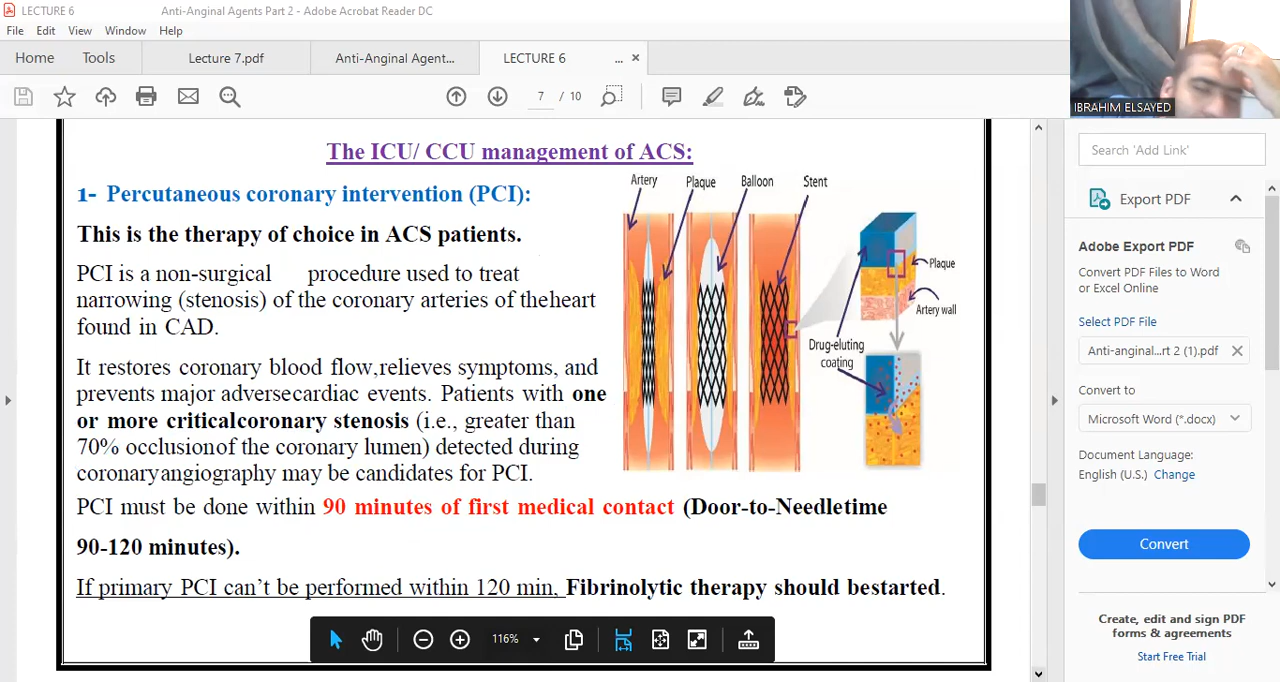 LECTURE 6
Anti-Anginal Agents Part 2 - Adobe Acrobat Reader DC
File Edit View Window Help
Home Tools Lecture 7.pdf Anti-Anginal Agent... LECTURE 6 ... ×
7 / 10
IBRAHIM ELSAYED
The ICU/ CCU management of ACS:
1- Percutaneous coronary intervention (PCI):
This is the therapy of choice in ACS patients.
PCI is a non-surgical procedure used to treat
narrowing (stenosis) of the coronary arteries of theheart
found in CAD.
It restores coronary blood flow,relieves symptoms, and
prevents major adversecardiac events. Patients with one
or more criticalcoronary stenosis (i.e., greater than
70% occlusionof the coronary lumen) detected during
coronaryangiography may be candidates for PCI.
PCI must be done within 90 minutes of first medical contact (Door-to-Needletime
90-120 minutes).
If primary PCI can't be performed within 120 min, Fibrinolytic therapy should bestarted.
Artery Plaque Balloon Stent
Plaque
Artery wall
Drug-eluting
coating
116%
Search 'Add Link'
Export PDF
Adobe Export PDF
Convert PDF Files to Word
or Excel Online
Select PDF File
Anti-anginal...rt 2 (1).pdf
Convert to
Microsoft Word (*.docx)
Document Language:
English (U.S.) Change
Convert
Create, edit and sign PDF
forms & agreements
Start Free Trial